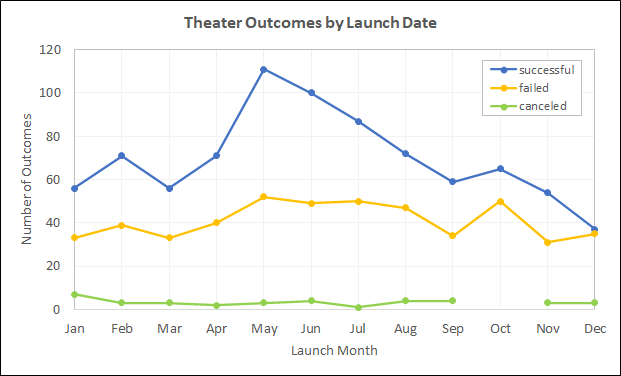 Theater Outcomes by Launch Date
120
100
80
60
40
20
0
Number of Outcomes
successful
failed
canceled
Jan Feb Mar Apr May Jun Jul Aug Sep Oct Nov Dec
Launch Month